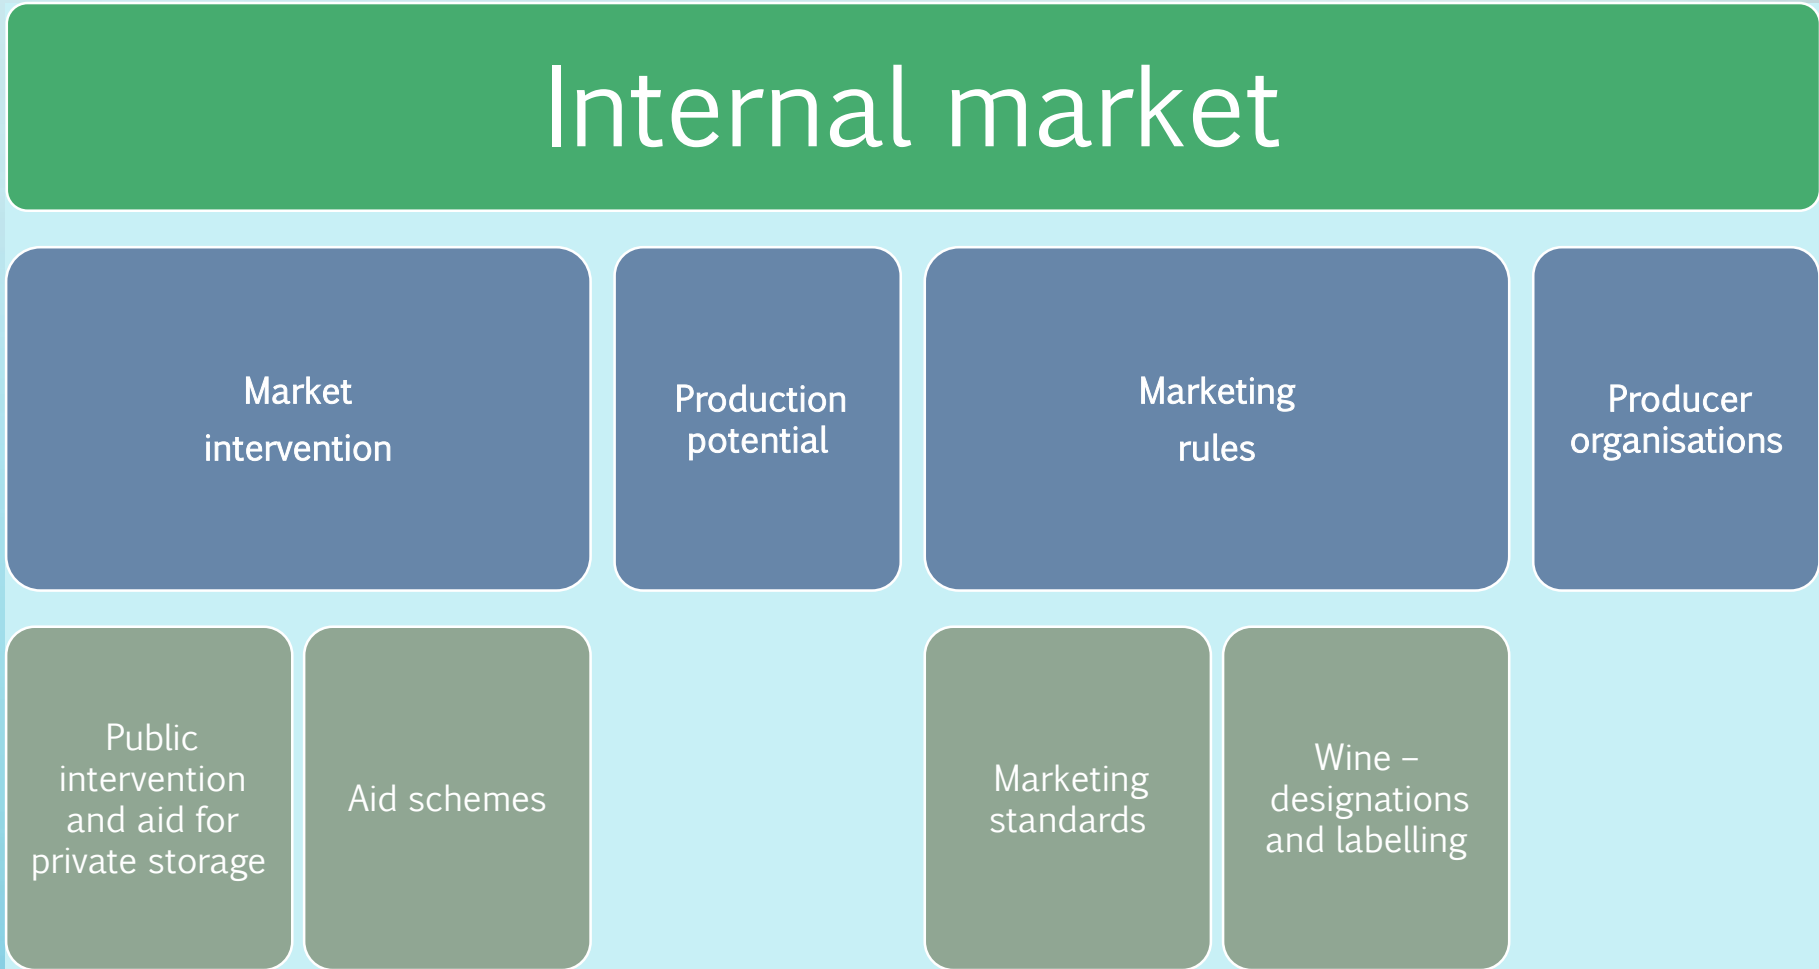 Internal market
Market
intervention
Production
potential
Marketing
rules
Producer
organisations
Public
intervention
and aid for
private storage
Aid schemes
Marketing
standards
Wine –
designations
and labelling